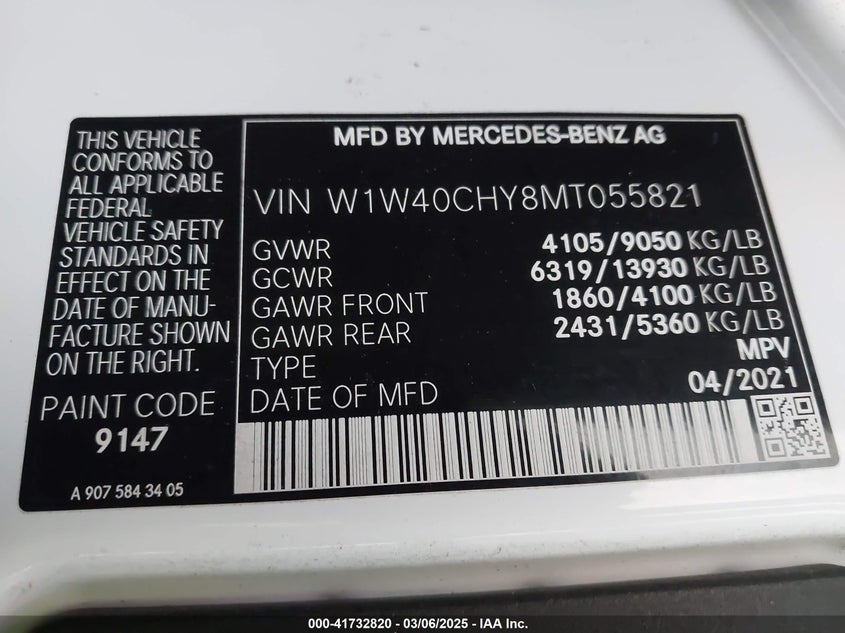 THIS VEHICLE
CONFORMS TO
ALL APPLICABLE
FEDERAL
VEHICLE SAFETY
STANDARDS IN
EFFECT ON THE
DATE OF MANU-
FACTURE SHOWN
ON THE RIGHT.
PAINT CODE
9147
A 907 584 34 05
MFD BY MERCEDES-BENZ AG
VIN W1W40CHY8MT055821
GVWR 4105/9050 KG/LB
GCWR 6319/13930 KG/LB
GAWR FRONT 1860/4100 KG/LB
GAWR REAR 2431/5360 KG/LB
TYPE MPV
DATE OF MFD 04/2021
000-41732820 | 03/06/2025 - © IAA Inc.